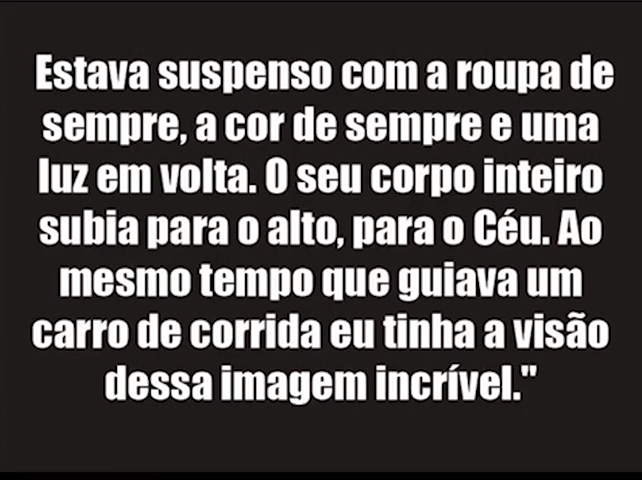 Estava suspenso com a roupa de
sempre, a cor de sempre e uma
luz em volta. O seu corpo inteiro
subia para o alto, para o Céu. Ao
mesmo tempo que guiava um
carro de corrida eu tinha a visão
dessa imagem incrível."